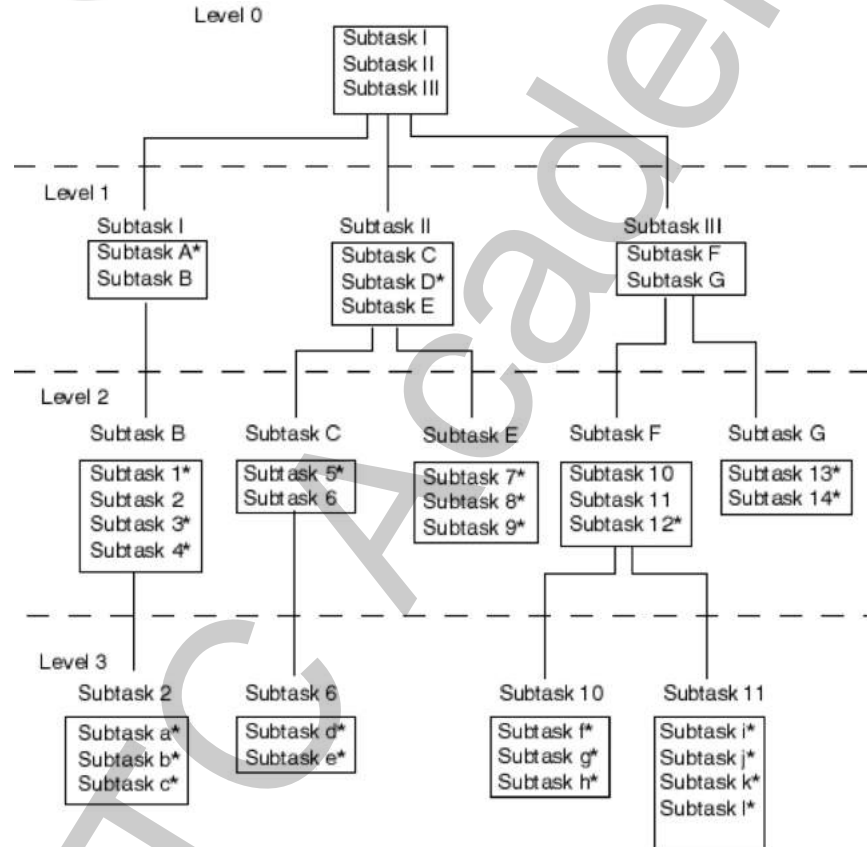 Level 0
Subtask I
Subtask II
Subtask III
Level 1
Subtask I
Subtask A*
Subtask B
Subtask II
Subtask C
Subtask D*
Subtask E
Subtask III
Subtask F
Subtask G
Level 2
Subtask B
Subtask 1*
Subtask 2
Subtask 3*
Subtask 4*
Subtask C
Subtask 5*
Subtask 6
Subtask E
Subtask 7*
Subtask 8*
Subtask 9*
Subtask F
Subtask 10
Subtask 11
Subtask 12*
Subtask G
Subtask 13*
Subtask 14*
Level 3
Subtask 2
Subtask a*
Subtask b*
Subtask c*
Subtask 6
Subtask d*
Subtask e*
Subtask 10
Subtask f*
Subtask g*
Subtask h*
Subtask 11
Subtask i*
Subtask j*
Subtask k*
Subtask l*